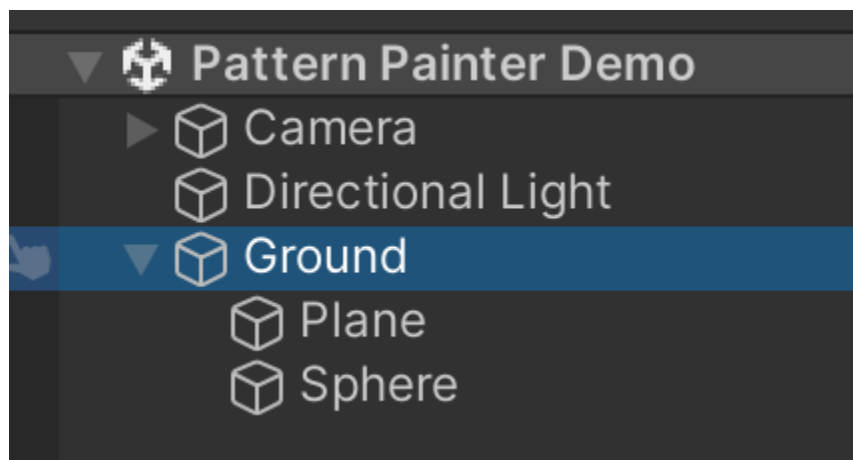 Pattern Painter Demo
Camera
Directional Light
Ground
Plane
Sphere